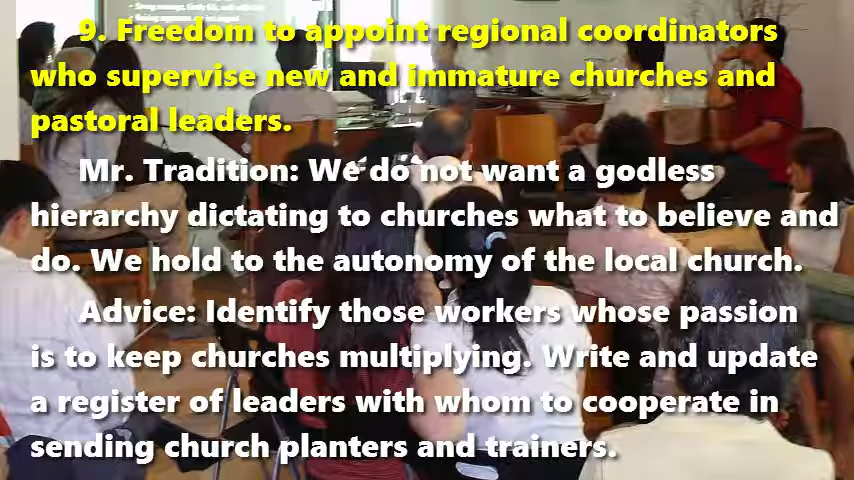 9. Freedom to appoint regional coordinators
who supervise new and immature churches and
pastoral leaders.
Mr. Tradition: We do not want a godless
hierarchy dictating to churches what to believe and
do. We hold to the autonomy of the local church.
Advice: Identify those workers whose passion
is to keep churches multiplying. Write and update
a register of leaders with whom to cooperate in
sending church planters and trainers.